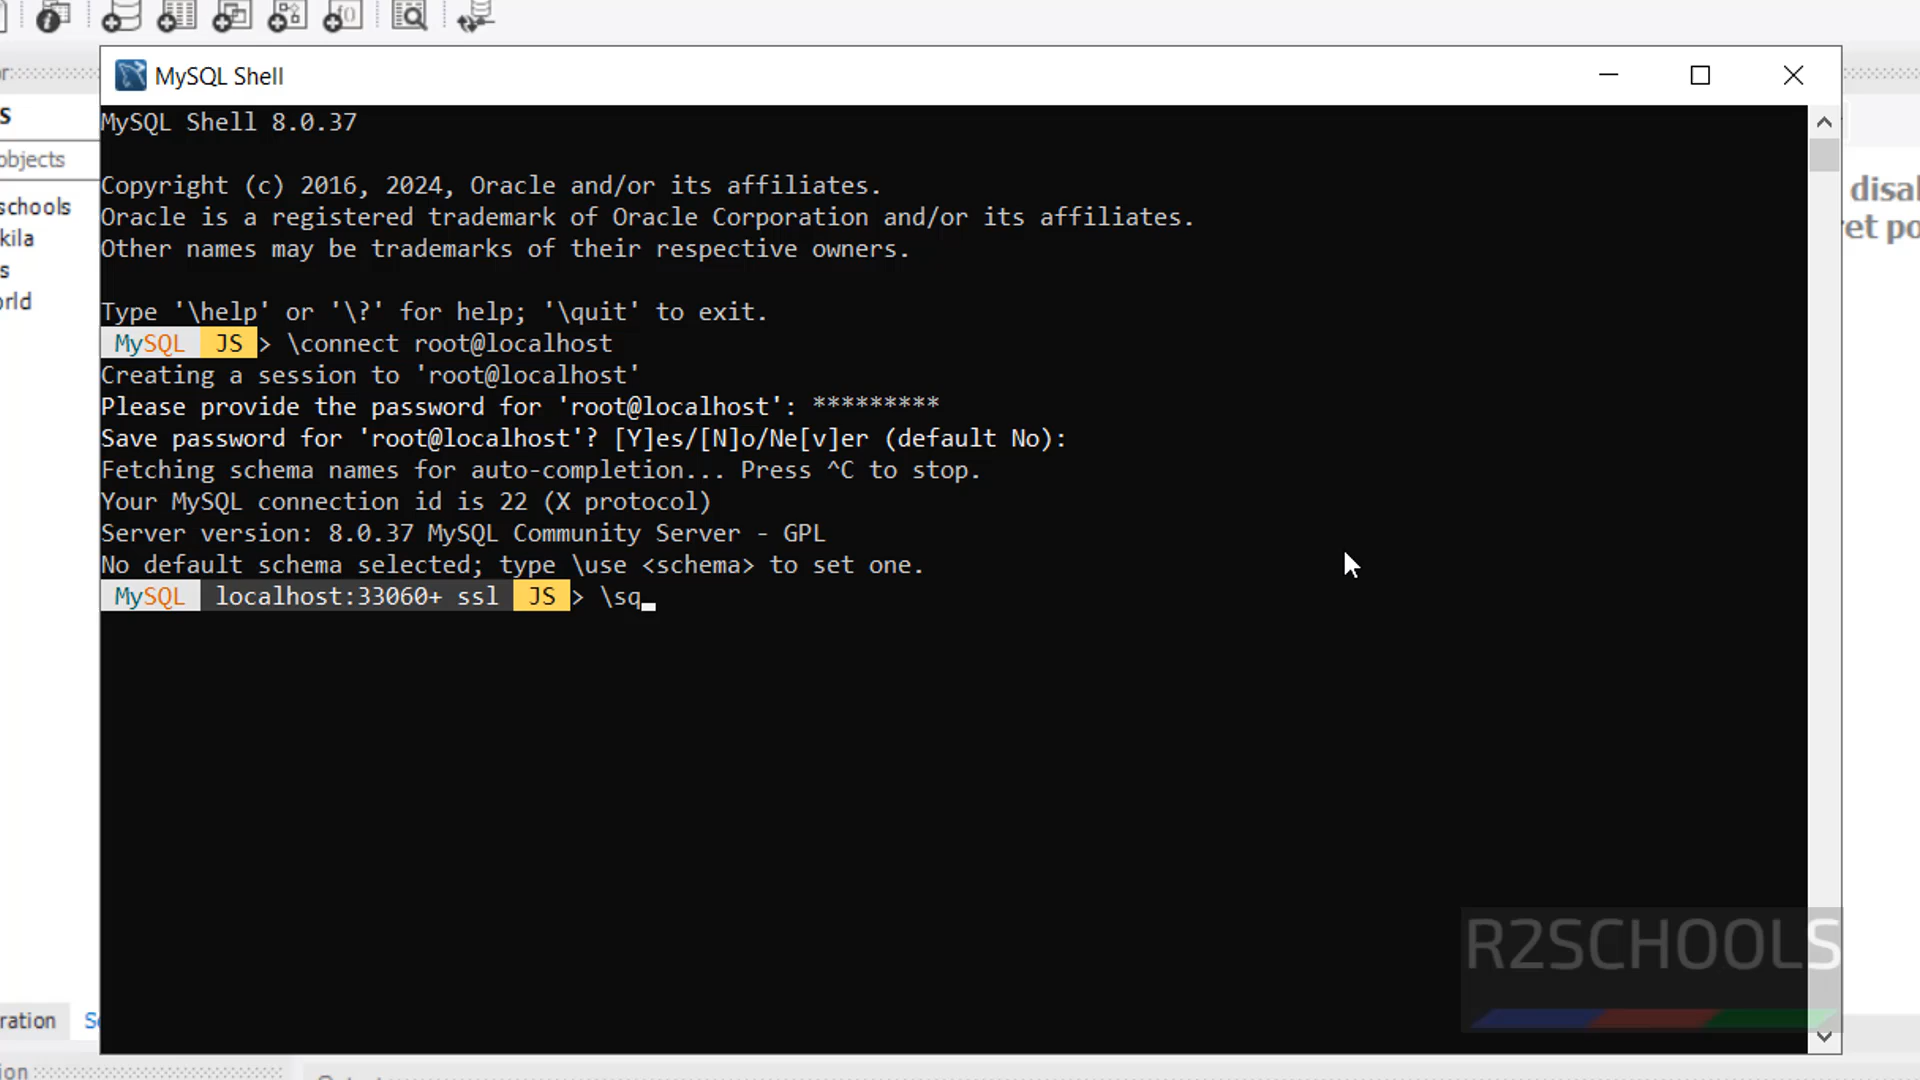 MySQL Shell
MySQL Shell 8.0.37
Copyright (c) 2016, 2024, Oracle and/or its affiliates.
Oracle is a registered trademark of Oracle Corporation and/or its affiliates.
Other names may be trademarks of their respective owners.
Type '\help' or '\?' for help; '\quit' to exit.
MySQL JS> \connect root@localhost
Creating a session to 'root@localhost'
Please provide the password for 'root@localhost': *********
Save password for 'root@localhost'? [Y]es/[N]o/Ne[v]er (default No):
Fetching schema names for auto-completion... Press ^C to stop.
Your MySQL connection id is 22 (X protocol)
Server version: 8.0.37 MySQL Community Server - GPL
No default schema selected; type \use <schema> to set one.
MySQL localhost:33060+ ssl JS> \sq_
objects
schools
kila
s
rld
ration
disa
et po
R2SCHOOLS